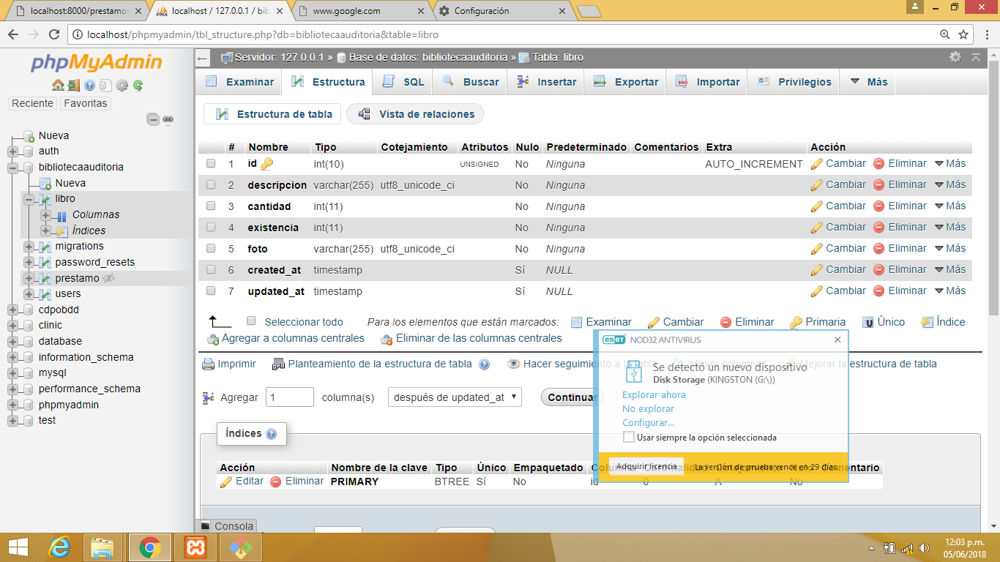 localhost:8000/prestamos
localhost / 127.0.0.1 / bib
www.google.com
Configuración
localhost/phpmyadmin/tbl_structure.php?db=bibliotecaauditoria&table=libro
phpMyAdmin
Reciente Favoritas
Nueva
auth
bibliotecaauditoria
Nueva
libro
Columnas
Índices
migrations
password_resets
prestamo
users
cdpobdd
clinic
database
information_schema
mysql
performance_schema
phpmyadmin
test
Servidor: 127.0.0.1 » Base de datos: bibliotecaauditoria » Tabla: libro
Examinar Estructura SQL Buscar Insertar Exportar Importar Privilegios Más
Estructura de tabla Vista de relaciones
# Nombre Tipo Cotejamiento Atributos Nulo Predeterminado Comentarios Extra Acción
1 id int(10) UNSIGNED No Ninguna AUTO_INCREMENT Cambiar Eliminar Más
2 descripcion varchar(255) utf8_unicode_ci No Ninguna Cambiar Eliminar Más
3 cantidad int(11) No Ninguna Cambiar Eliminar Más
4 existencia int(11) No Ninguna Cambiar Eliminar Más
5 foto varchar(255) utf8_unicode_ci No Ninguna Cambiar Eliminar Más
6 created_at timestamp Sí NULL Cambiar Eliminar Más
7 updated_at timestamp Sí NULL Cambiar Eliminar Más
Seleccionar todo Para los elementos que están marcados: Examinar Cambiar Eliminar Primaria Único Índice
Agregar a columnas centrales Eliminar de las columnas centrales
Imprimir Planteamiento de la estructura de tabla Hacer seguimiento a la tabla Mover columnas Mejorar la estructura de tabla
Agregar 1 columna(s) después de updated_at Continuar
Índices
Acción Nombre de la clave Tipo Único Empaquetado Columna Cardinalidad Cotejamiento Nulo Comentario
Editar Eliminar PRIMARY BTREE Sí No id 0 A No
Consola
eset NOD32 ANTIVIRUS
Se detectó un nuevo dispositivo
Disk Storage (KINGSTON (G:\))
Explorar ahora
No explorar
Configurar...
Usar siempre la opción seleccionada
Adquirir licencia La versión de prueba vence en 29 días.
12:03 p.m.
05/06/2018